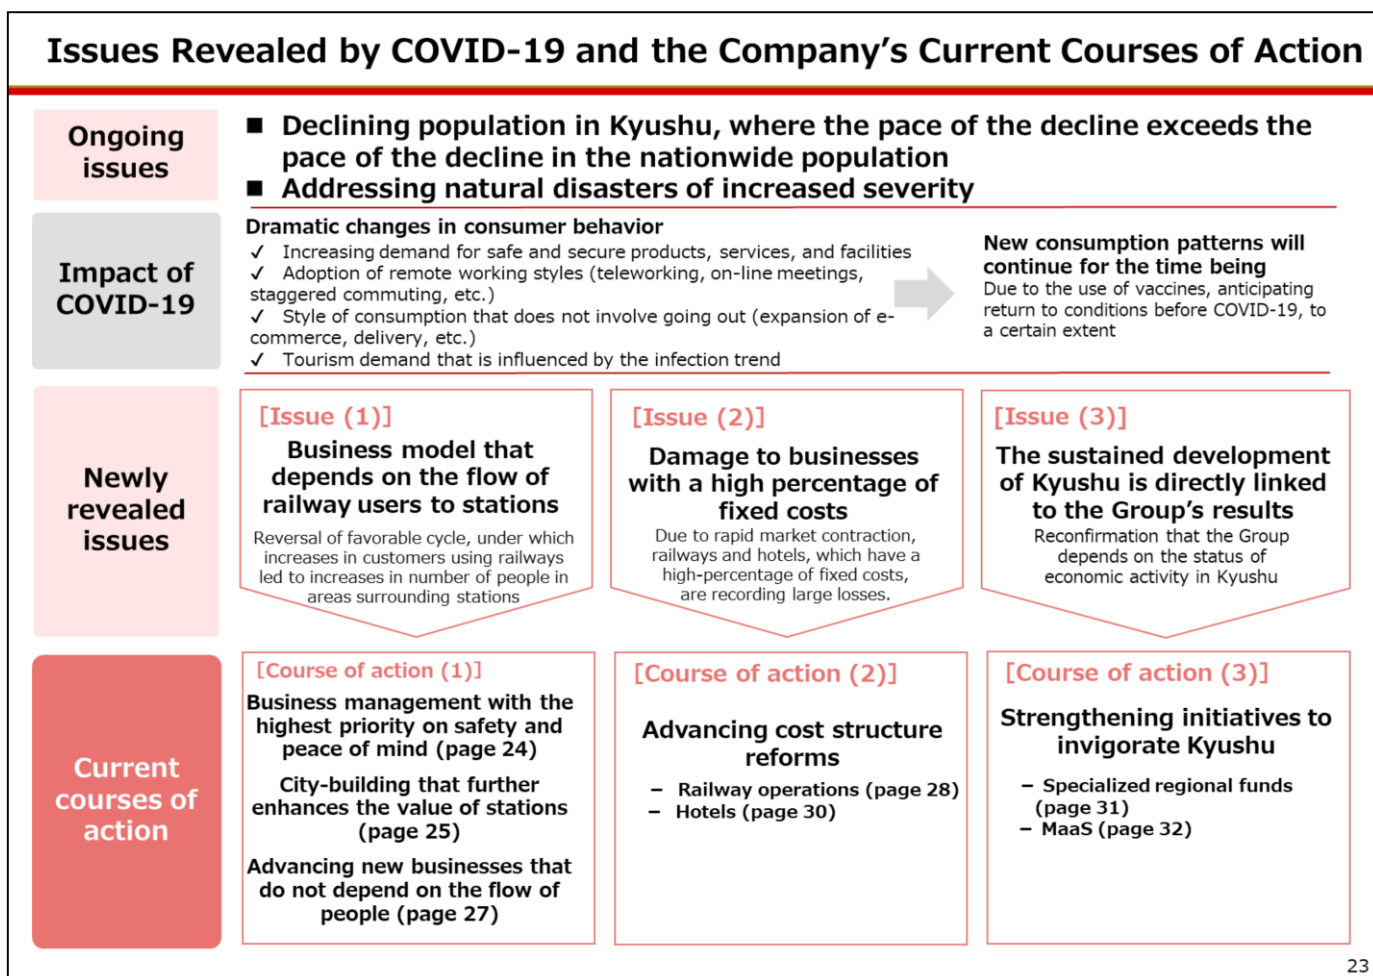 Issues Revealed by COVID-19 and the Company's Current Courses of Action
Ongoing
issues
■ Declining population in Kyushu, where the pace of the decline exceeds the
pace of the decline in the nationwide population
■ Addressing natural disasters of increased severity
Impact of
COVID-19
Dramatic changes in consumer behavior
✓ Increasing demand for safe and secure products, services, and facilities
✓ Adoption of remote working styles (teleworking, on-line meetings,
staggered commuting, etc.)
✓ Style of consumption that does not involve going out (expansion of e-
commerce, delivery, etc.)
✓ Tourism demand that is influenced by the infection trend
New consumption patterns will
continue for the time being
Due to the use of vaccines, anticipating
return to conditions before COVID-19, to
a certain extent
Newly
revealed
issues
[Issue (1)]
Business model that
depends on the flow of
railway users to stations
Reversal of favorable cycle, under which
increases in customers using railways
led to increases in number of people in
areas surrounding stations
[Issue (2)]
Damage to businesses
with a high percentage of
fixed costs
Due to rapid market contraction,
railways and hotels, which have a
high-percentage of fixed costs,
are recording large losses.
[Issue (3)]
The sustained development
of Kyushu is directly linked
to the Group's results
Reconfirmation that the Group
depends on the status of
economic activity in Kyushu
Current
courses of
action
[Course of action (1)]
Business management with the
highest priority on safety and
peace of mind (page 24)
City-building that further
enhances the value of stations
(page 25)
Advancing new businesses that
do not depend on the flow of
people (page 27)
[Course of action (2)]
Advancing cost structure
reforms
– Railway operations (page 28)
– Hotels (page 30)
[Course of action (3)]
Strengthening initiatives to
invigorate Kyushu
– Specialized regional funds
(page 31)
– MaaS (page 32)
23